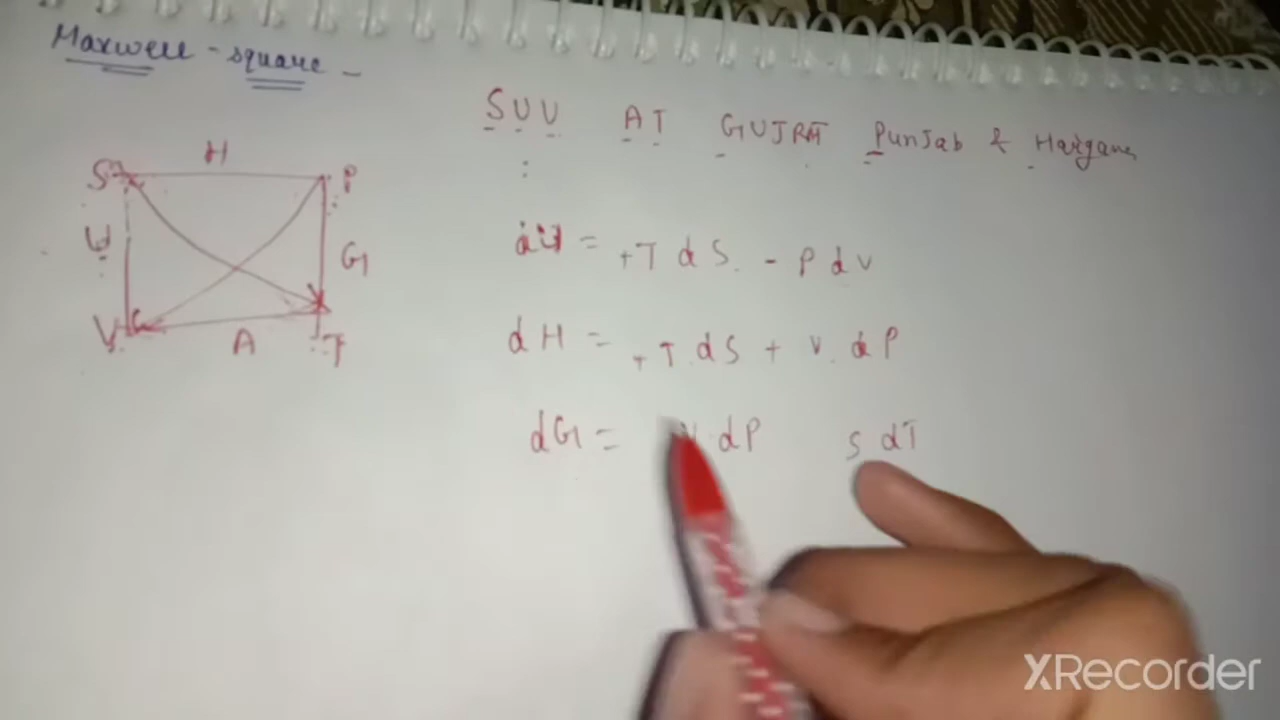 Maxwell - square -
SUV AT GUJRAT Punjab & Haryana
H
S P
U G
V A T
dU = +T dS - P dV
dH = +T dS + V dP
dG = V dP S dT
XRecorder